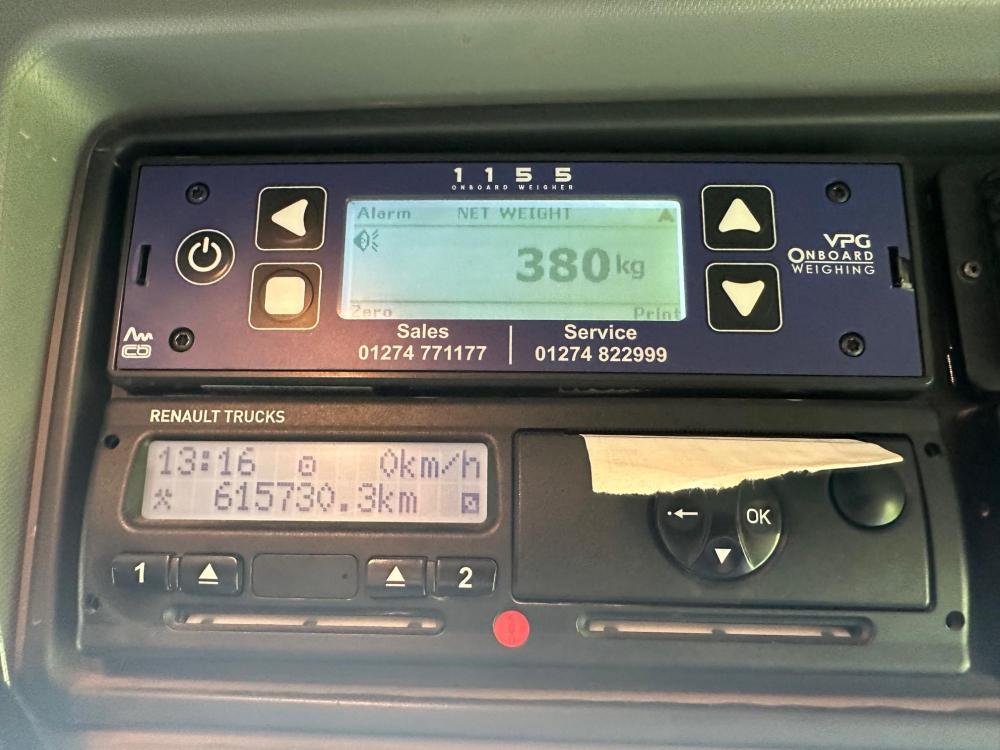 1155
ONBOARD WEIGHER
Alarm NET WEIGHT
380kg
Zero Print
VPG
ONBOARD
WEIGHING
Sales
01274 771177
Service
01274 822999
RENAULT TRUCKS
13:16 0km/h
615730.3km
1
2
OK